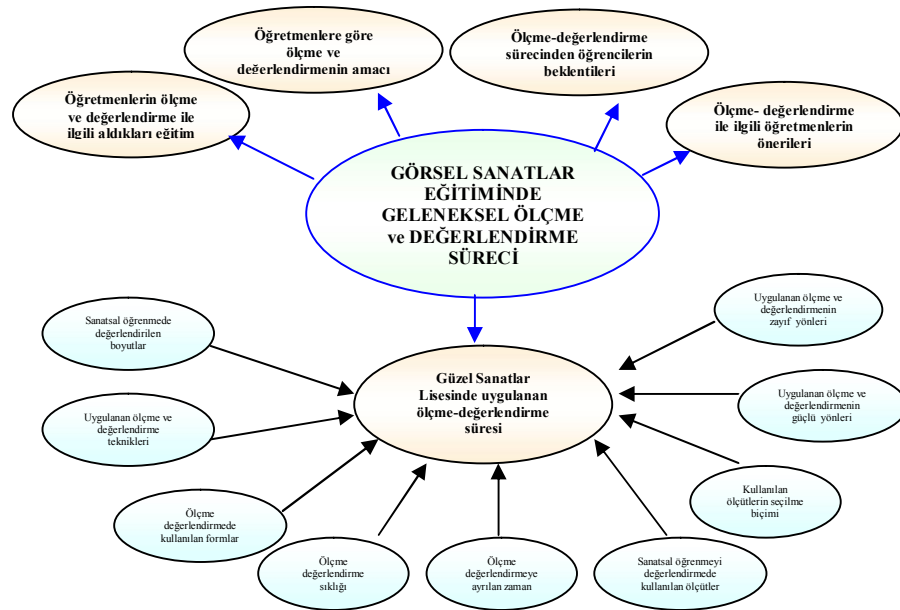 Öğretmenlere göre
ölçme ve
değerlendirmenin amacı
Ölçme-değerlendirme
sürecinden öğrencilerin
beklentileri
Öğretmenlerin ölçme
ve değerlendirme ile
ilgili aldıkları eğitim
Ölçme- değerlendirme
ile ilgili öğretmenlerin
önerileri
GÖRSEL SANATLAR
EĞİTİMİNDE
GELENEKSEL ÖLÇME
ve DEĞERLENDİRME
SÜRECİ
Sanatsal öğrenmede
değerlendirilen
boyutlar
Uygulanan ölçme ve
değerlendirmenin
zayıf yönleri
Güzel Sanatlar
Lisesinde uygulanan
ölçme-değerlendirme
süresi
Uygulanan ölçme ve
değerlendirme
teknikleri
Uygulanan ölçme ve
değerlendirmenin
güçlü yönleri
Ölçme
değerlendirmede
kullanılan formlar
Kullanılan
ölçütlerin seçilme
biçimi
Ölçme
değerlendirme
sıklığı
Ölçme
değerlendirmeye
ayrılan zaman
Sanatsal öğrenmeyi
değerlendirmede
kullanılan ölçütler